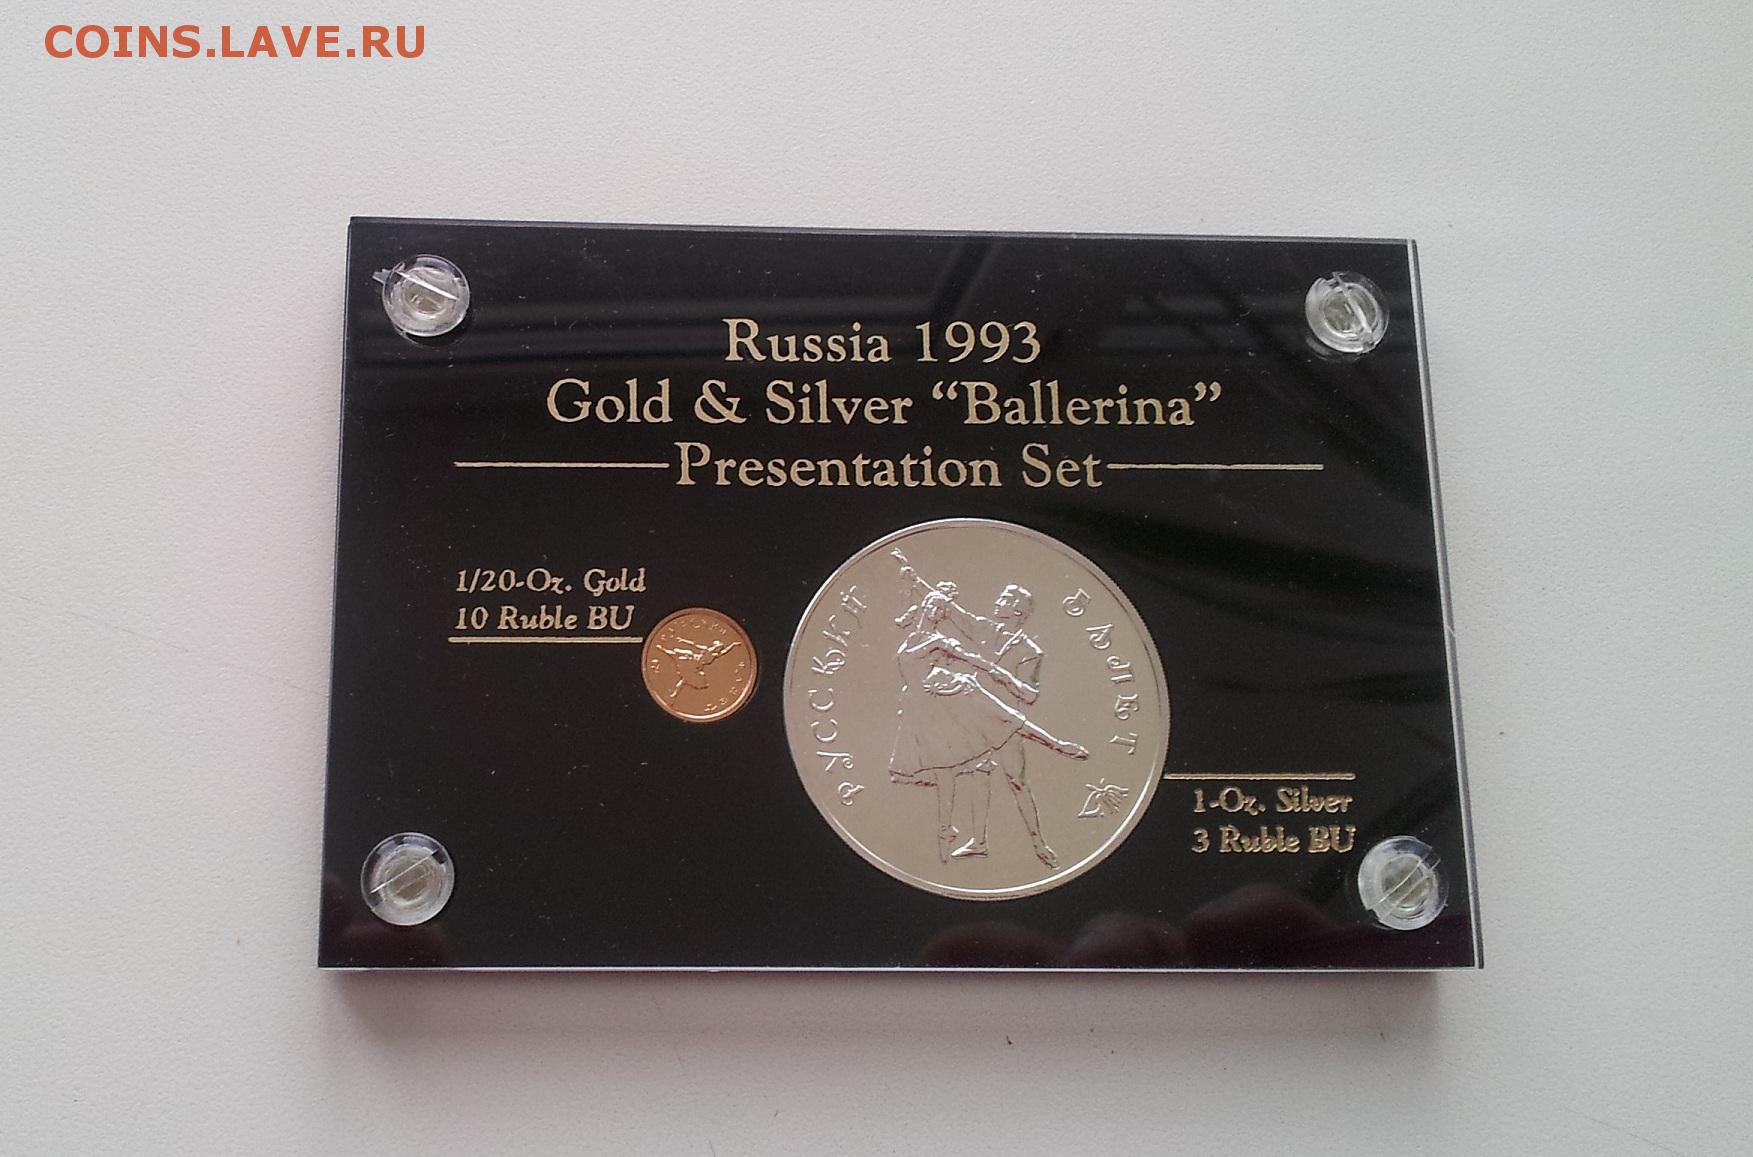 COINS.LAVE.RU
Russia 1993
Gold & Silver “Ballerina”
Presentation Set
1/20-Oz. Gold
10 Ruble BU
РУССКИЙ
БАЛЕТ
1-Oz. Silver
3 Ruble BU